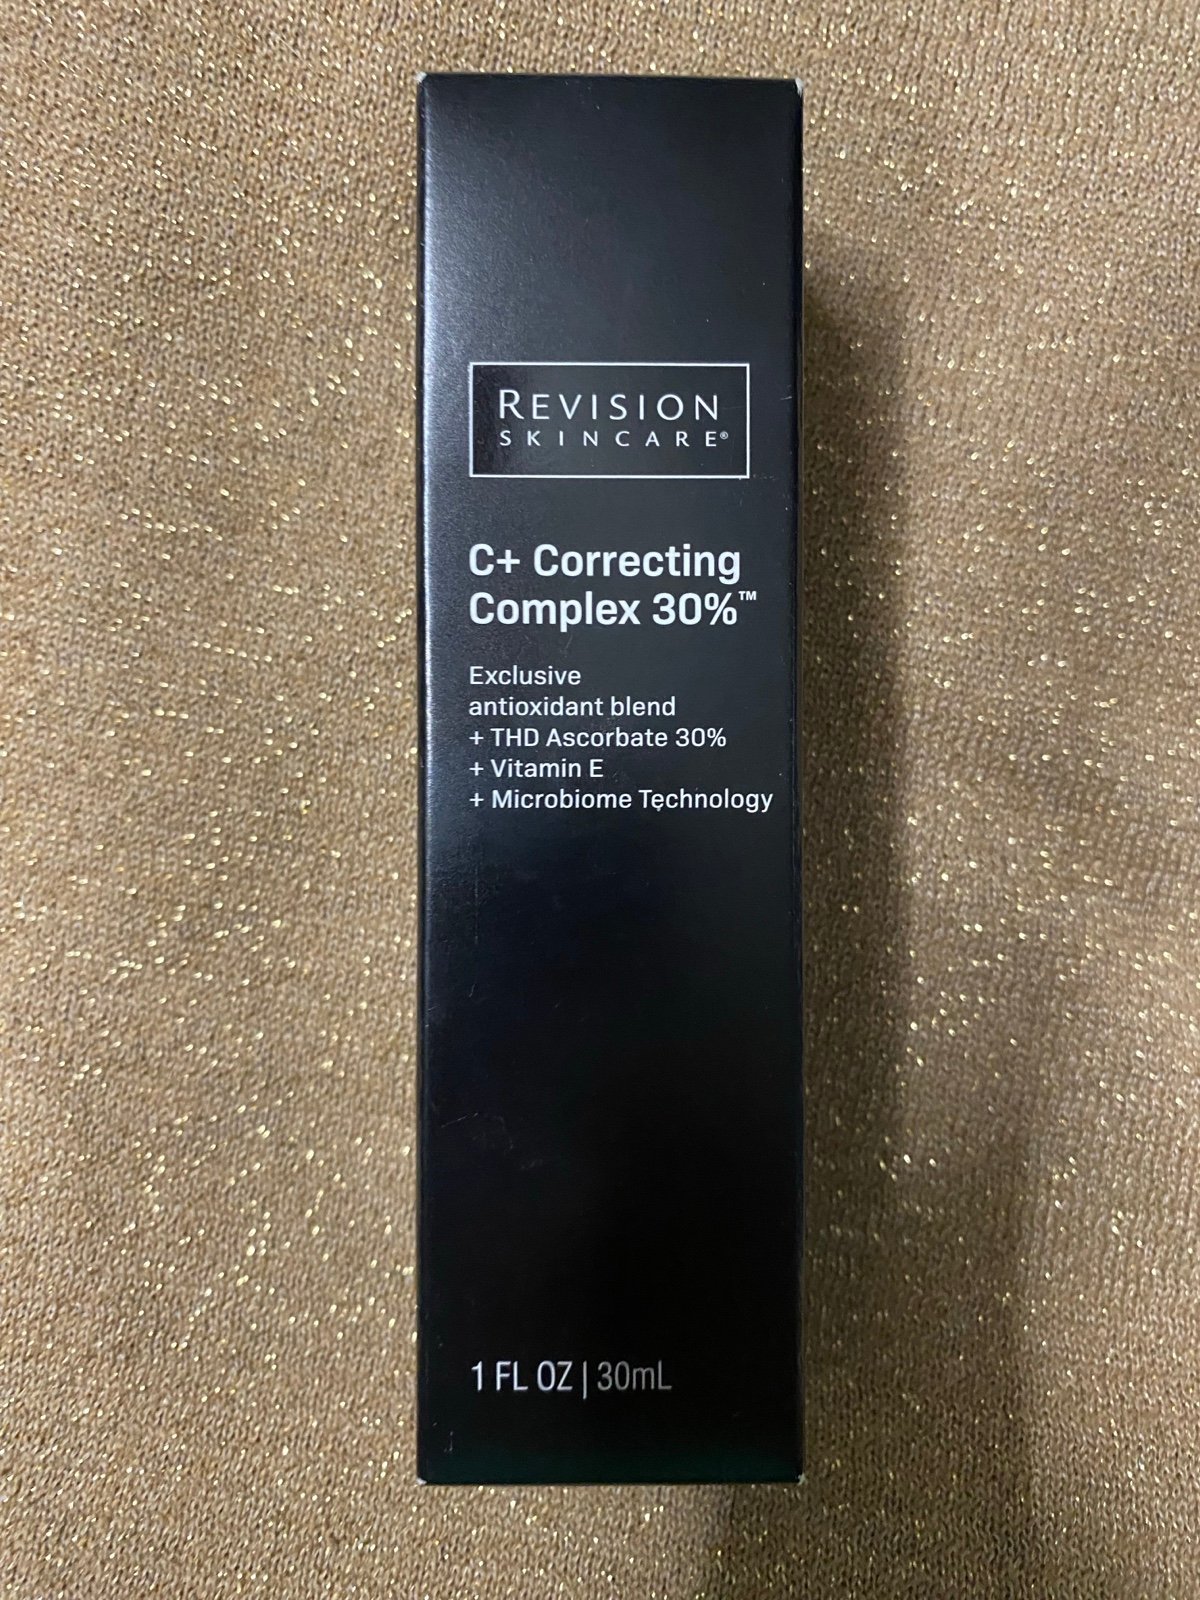 REVISION
SKINCARE®
C+ Correcting
Complex 30%™
Exclusive
antioxidant blend
+ THD Ascorbate 30%
+ Vitamin E
+ Microbiome Technology
1 FL OZ | 30mL